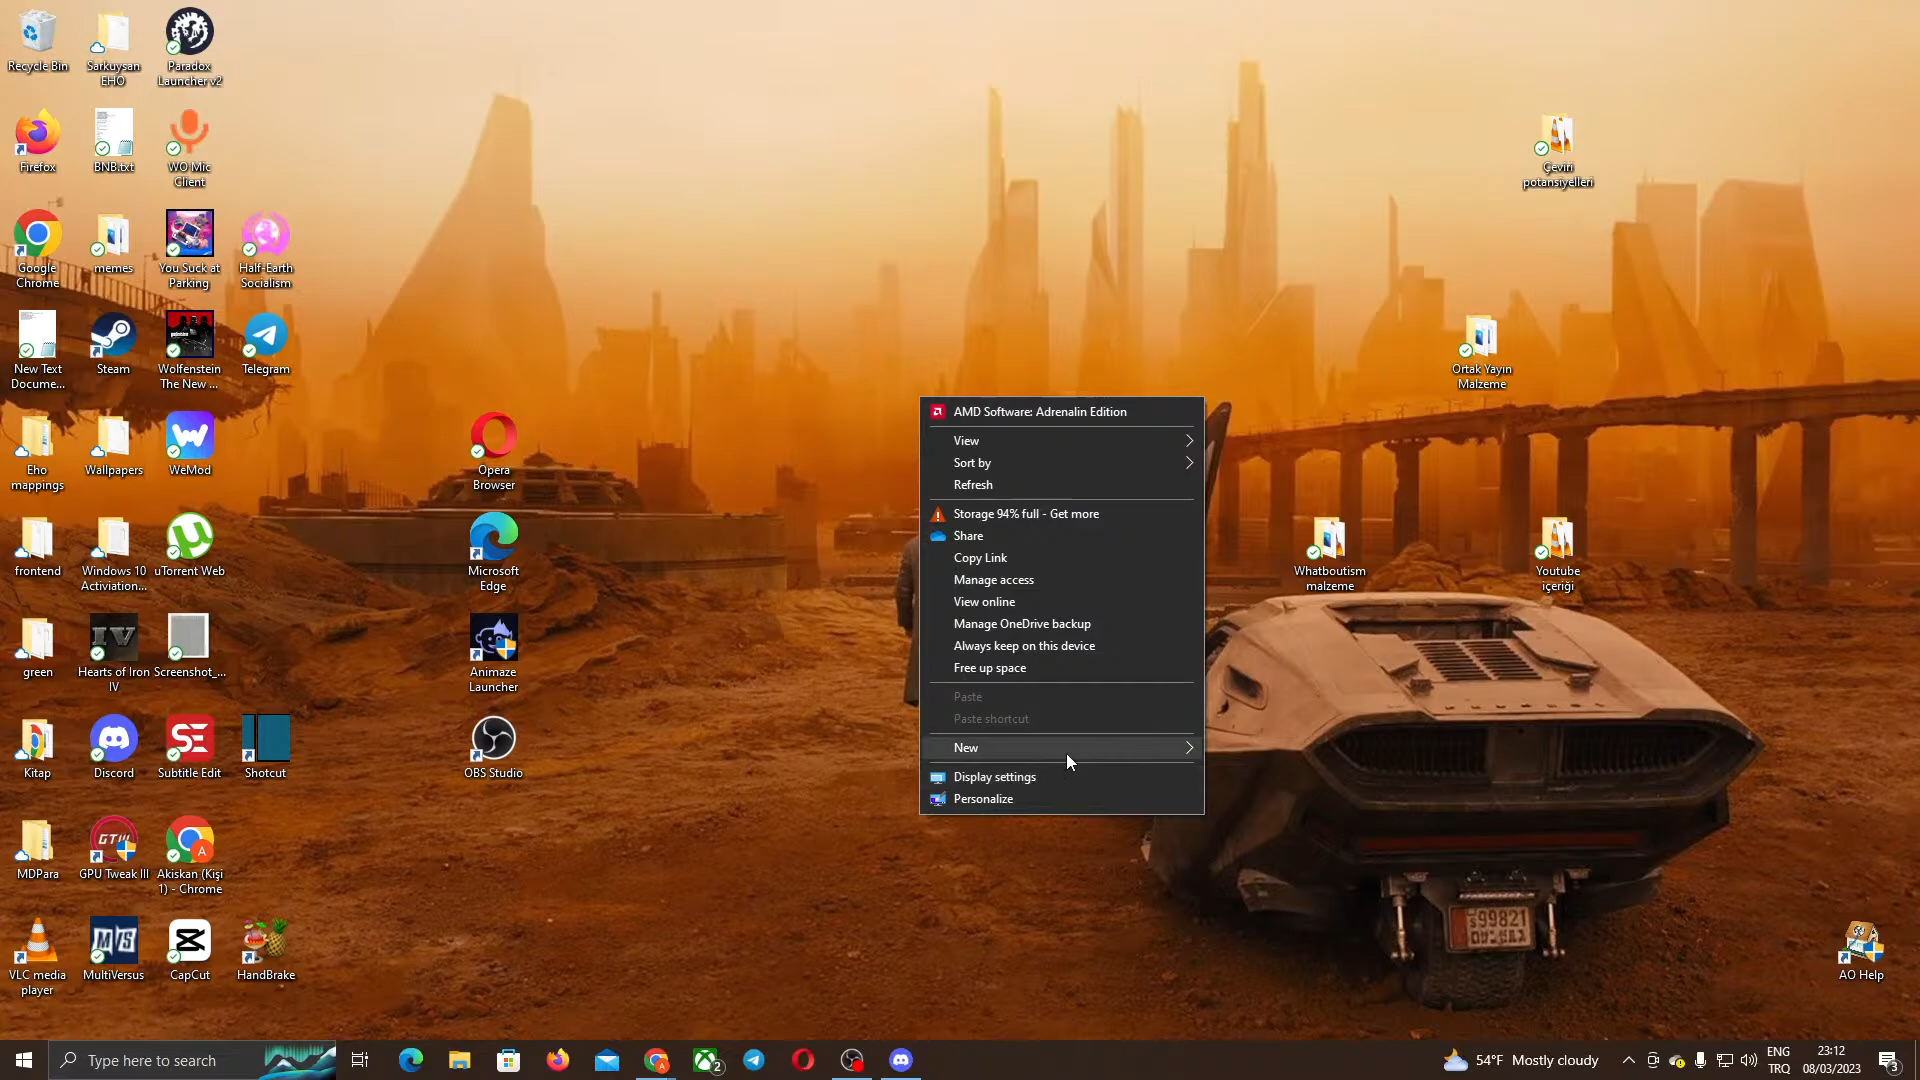 Recycle Bin
Sarkuysan
EHO
Paradox
Launcher v2
Firefox
BNB.txt
WO Mic
Client
Google
Chrome
memes
You Suck at
Parking
Half-Earth
Socialism
New Text
Docume...
Steam
Wolfenstein
The New ...
Telegram
Eho
mappings
Wallpapers
WeMod
frontend
Windows 10
Activiation...
uTorrent Web
green
Hearts of Iron
IV
Screenshot_...
Kitap
Discord
Subtitle Edit
Shotcut
MDPara
GPU Tweak III
Akiskan (Kişi
1) - Chrome
VLC media
player
MultiVersus
CapCut
HandBrake
Opera
Browser
Microsoft
Edge
Animaze
Launcher
OBS Studio
AMD Software: Adrenalin Edition
View
Sort by
Refresh
Storage 94% full - Get more
Share
Copy Link
Manage access
View online
Manage OneDrive backup
Always keep on this device
Free up space
Paste
Paste shortcut
New
Display settings
Personalize
Çeviri
potansiyelleri
Ortak Yayın
Malzeme
Whatboutism
malzeme
Youtube
içeriği
99821
AO Help
Type here to search
2
54°F Mostly cloudy
ENG
TRQ
23:12
08/03/2023
3